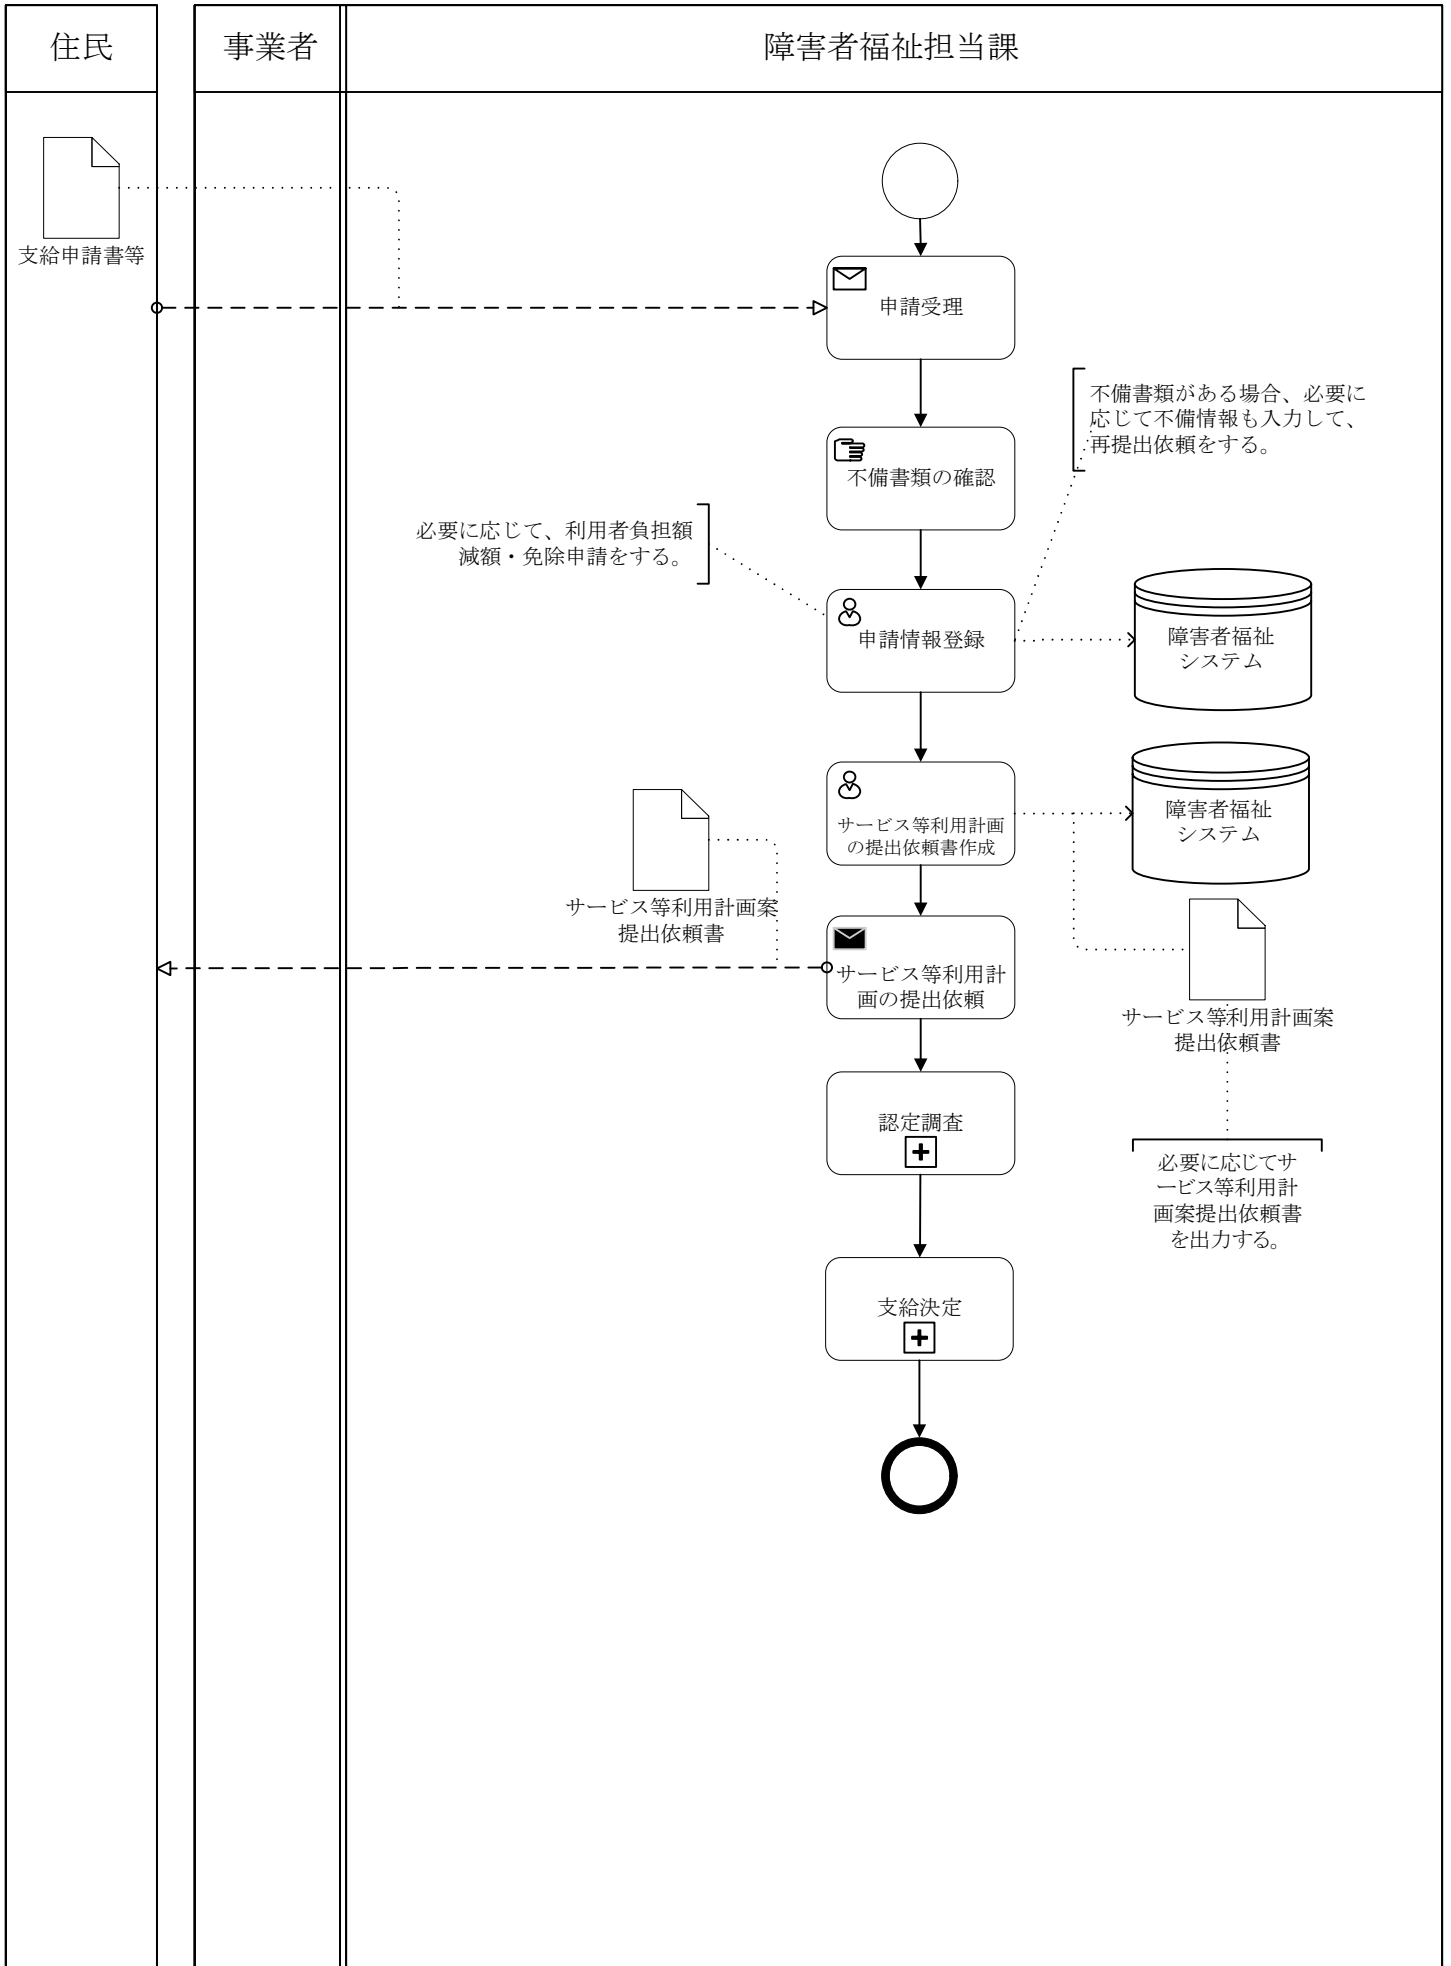 住民
事業者
障害者福祉担当課
支給申請書等
申請受理
不備書類がある場合、必要に
応じて不備情報も入力して、
再提出依頼をする。
不備書類の確認
必要に応じて、利用者負担額
減額・免除申請をする。
申請情報登録
障害者福祉
システム
サービス等利用計画
の提出依頼書作成
障害者福祉
システム
サービス等利用計画案
提出依頼書
サービス等利用計
画の提出依頼
サービス等利用計画案
提出依頼書
認定調査
必要に応じてサ
ービス等利用計
画案提出依頼書
を出力する。
支給決定